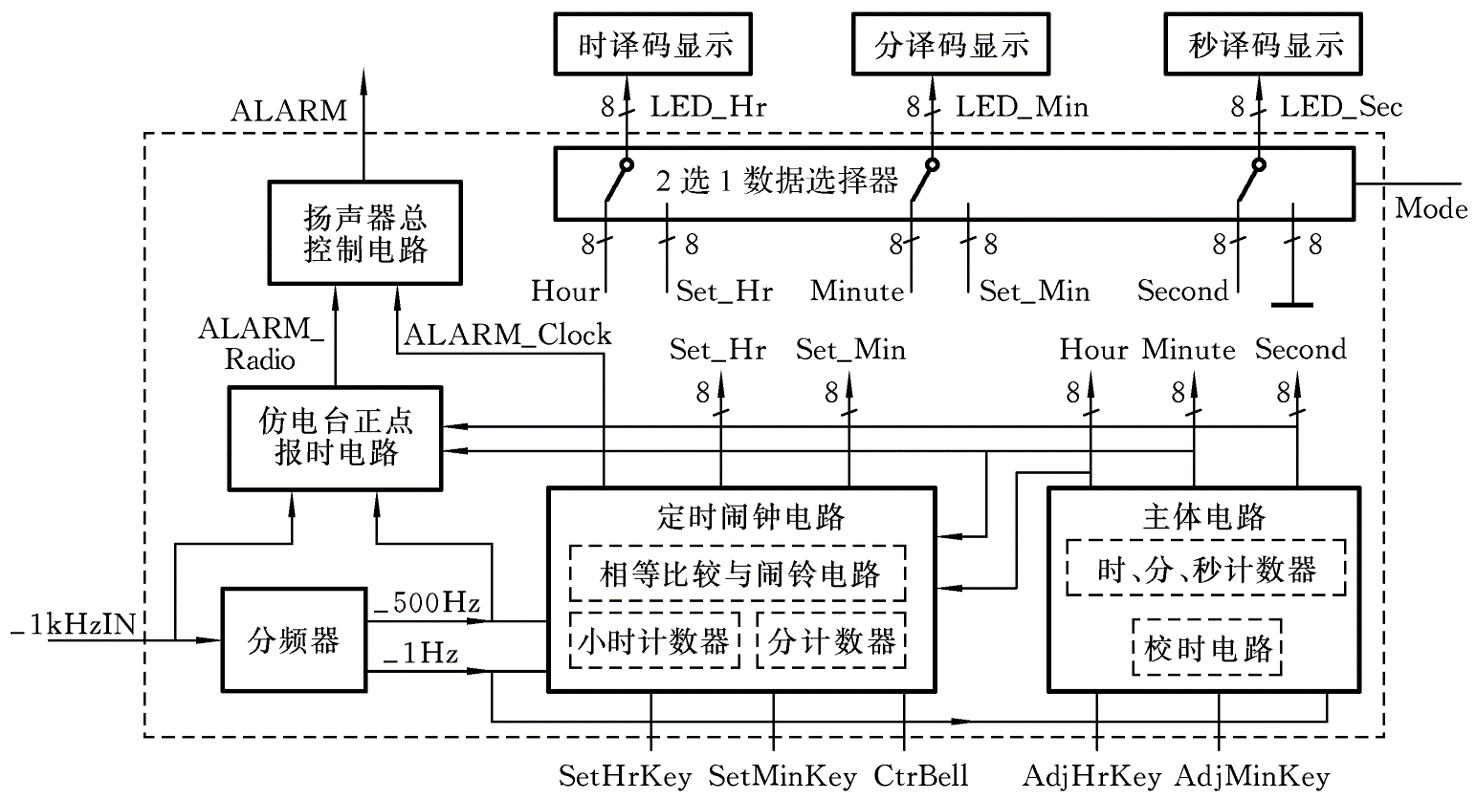 时译码显示
分译码显示
秒译码显示
8
LED_Hr
8
LED_Min
8
LED_Sec
ALARM
2选1数据选择器
Mode
扬声器总
控制电路
8
8
8
8
8
8
Hour
Set_Hr
Minute
Set_Min
Second
ALARM_
Radio
ALARM_Clock
Set_Hr
Set_Min
Hour
Minute
Second
8
8
8
8
8
仿电台正点
报时电路
定时闹钟电路
主体电路
相等比较与闹铃电路
时、分、秒计数器
_1kHzIN
分频器
_500Hz
_1Hz
小时计数器
分计数器
校时电路
SetHrKey
SetMinKey
CtrBell
AdjHrKey
AdjMinKey